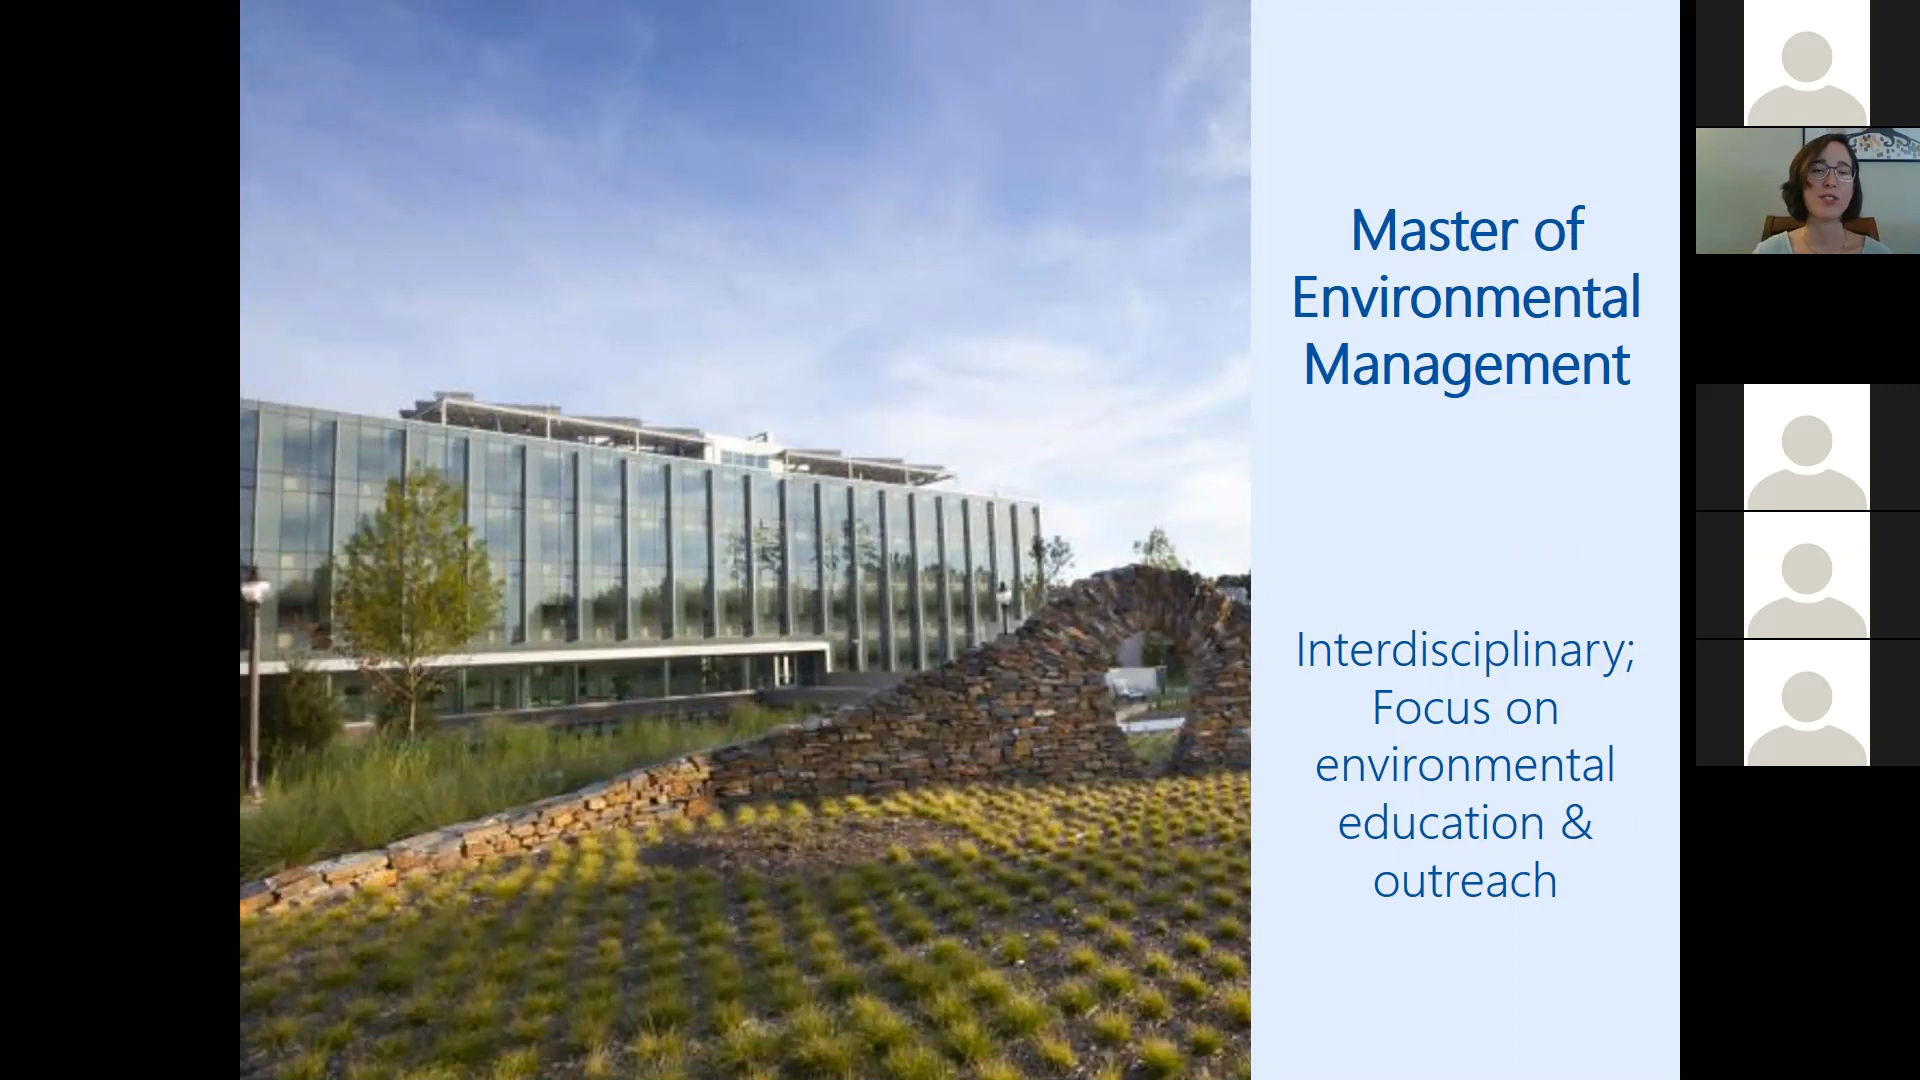 Master of
Environmental
Management
Interdisciplinary;
Focus on
environmental
education &
outreach